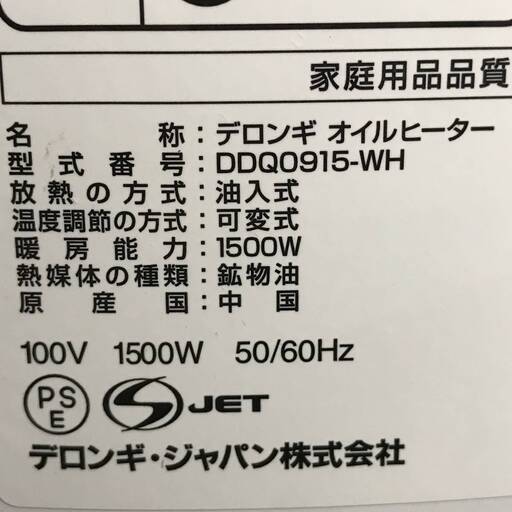 家庭用品品質
名称：デロンギ オイルヒーター
型式番号：DDQ0915-WH
放熱の方式：油入式
温度調節の方式：可変式
暖房能力：1500W
熱媒体の種類：鉱物油
原産国：中国
100V 1500W 50/60Hz
PSE
S JET
デロンギ・ジャパン株式会社